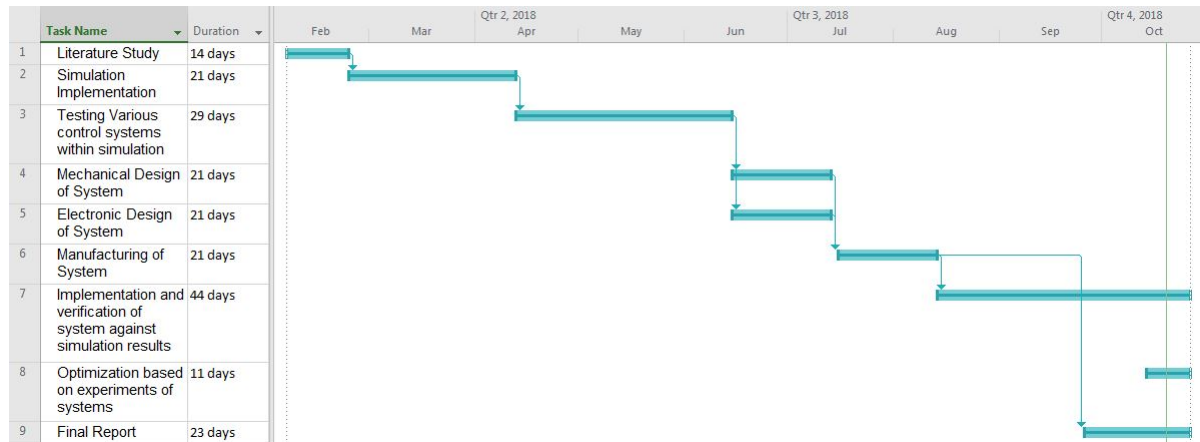 Qtr 2, 2018 Qtr 3, 2018 Qtr 4, 2018
Task Name Duration Feb Mar Apr May Jun Jul Aug Sep Oct
1 Literature Study 14 days
2 Simulation 21 days
Implementation
3 Testing Various 29 days
control systems
within simulation
4 Mechanical Design 21 days
of System
5 Electronic Design 21 days
of System
6 Manufacturing of 21 days
System
7 Implementation and 44 days
verification of
system against
simulation results
8 Optimization based 11 days
on experiments of
systems
9 Final Report 23 days